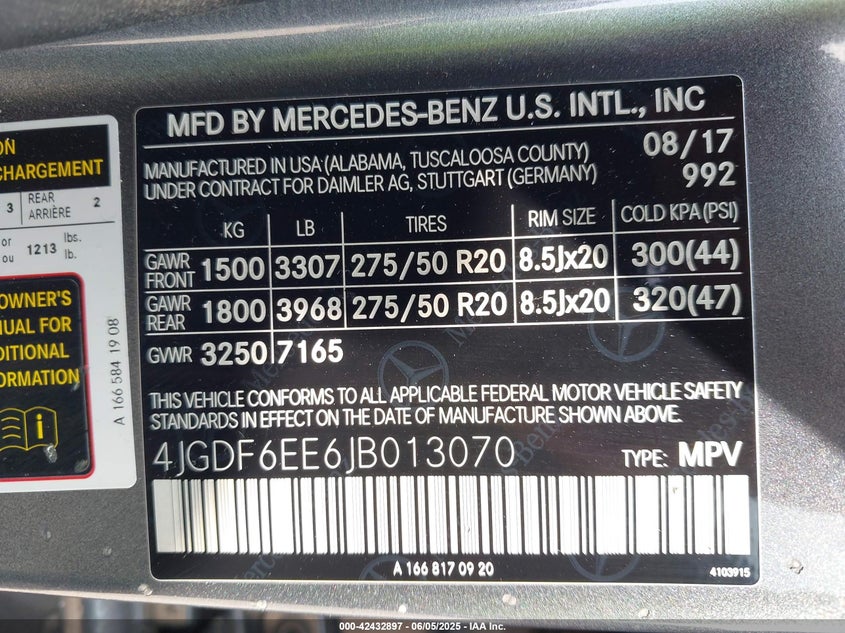 ON
CHARGEMENT
3 REAR ARRIÈRE 2
or ou 1213 lbs. lb.
OWNER'S
NUAL FOR
DDITIONAL
FORMATION
A 166 584 19 08
MFD BY MERCEDES-BENZ U.S. INTL., INC
MANUFACTURED IN USA (ALABAMA, TUSCALOOSA COUNTY) 08/17
UNDER CONTRACT FOR DAIMLER AG, STUTTGART (GERMANY) 992
KG LB TIRES RIM SIZE COLD KPA (PSI)
GAWR FRONT 1500 3307 275/50 R20 8.5Jx20 300(44)
GAWR REAR 1800 3968 275/50 R20 8.5Jx20 320(47)
GVWR 3250 7165
THIS VEHICLE CONFORMS TO ALL APPLICABLE FEDERAL MOTOR VEHICLE SAFETY
STANDARDS IN EFFECT ON THE DATE OF MANUFACTURE SHOWN ABOVE.
4JGDF6EE6JB013070 TYPE: MPV
A 166 817 09 20
4103915
000-42432897 - 06/05/2025 - IAA Inc.